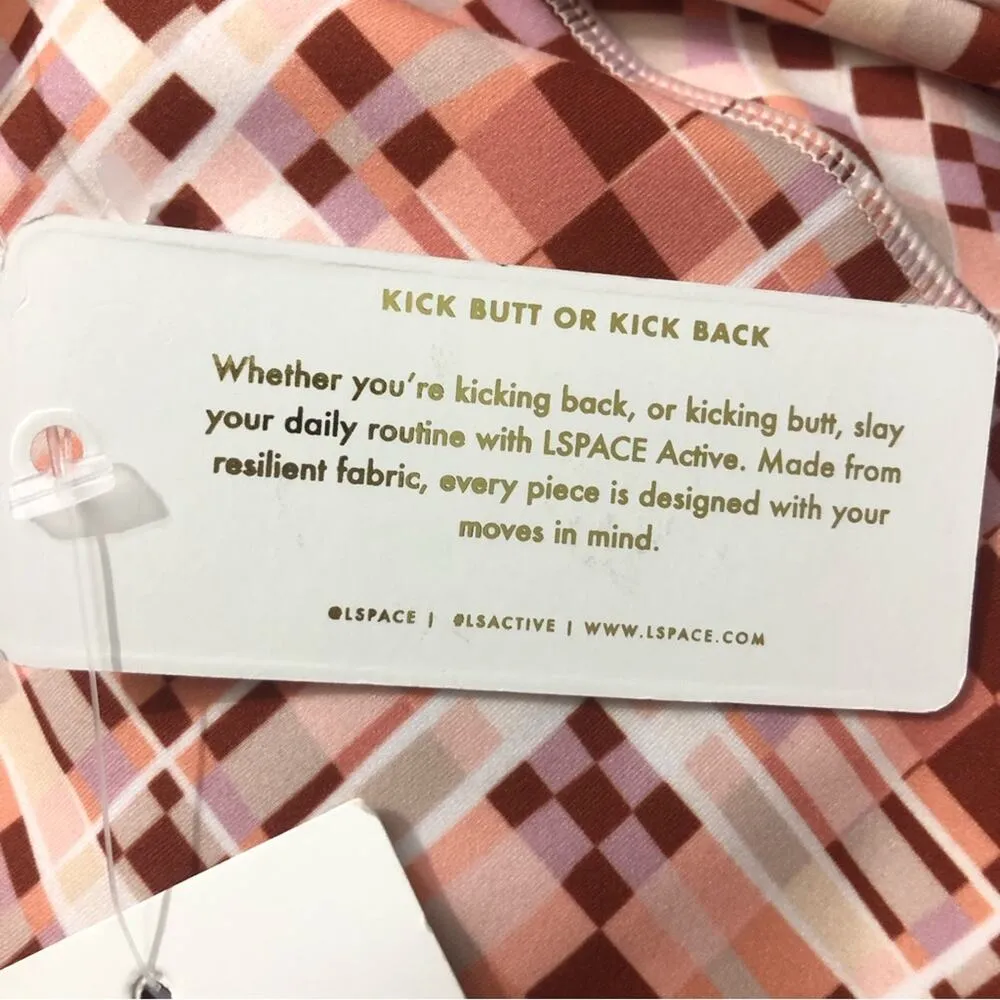 KICK BUTT OR KICK BACK
Whether you're kicking back, or kicking butt, slay
your daily routine with LSPACE Active. Made from
resilient fabric, every piece is designed with your
moves in mind.
@LSPACE | #LSACTIVE | WWW.LSPACE.COM